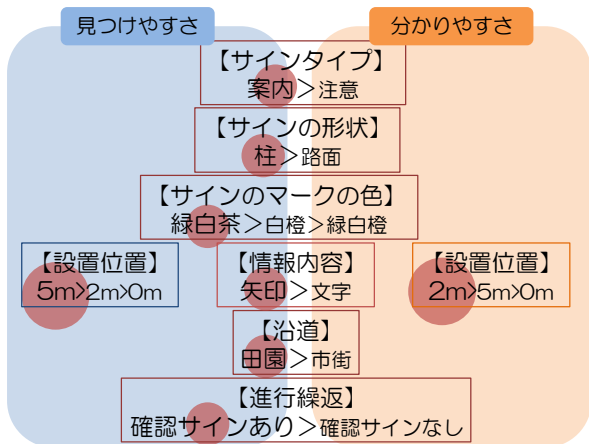 見つけやすさ
分かりやすさ
【サインタイプ】
案内＞注意
【サインの形状】
柱＞路面
【サインのマークの色】
緑白茶＞白橙＞緑白橙
【設置位置】
5m>2m>0m
【情報内容】
矢印＞文字
【設置位置】
2m>5m>0m
【沿道】
田園＞市街
【進行繰返】
確認サインあり＞確認サインなし